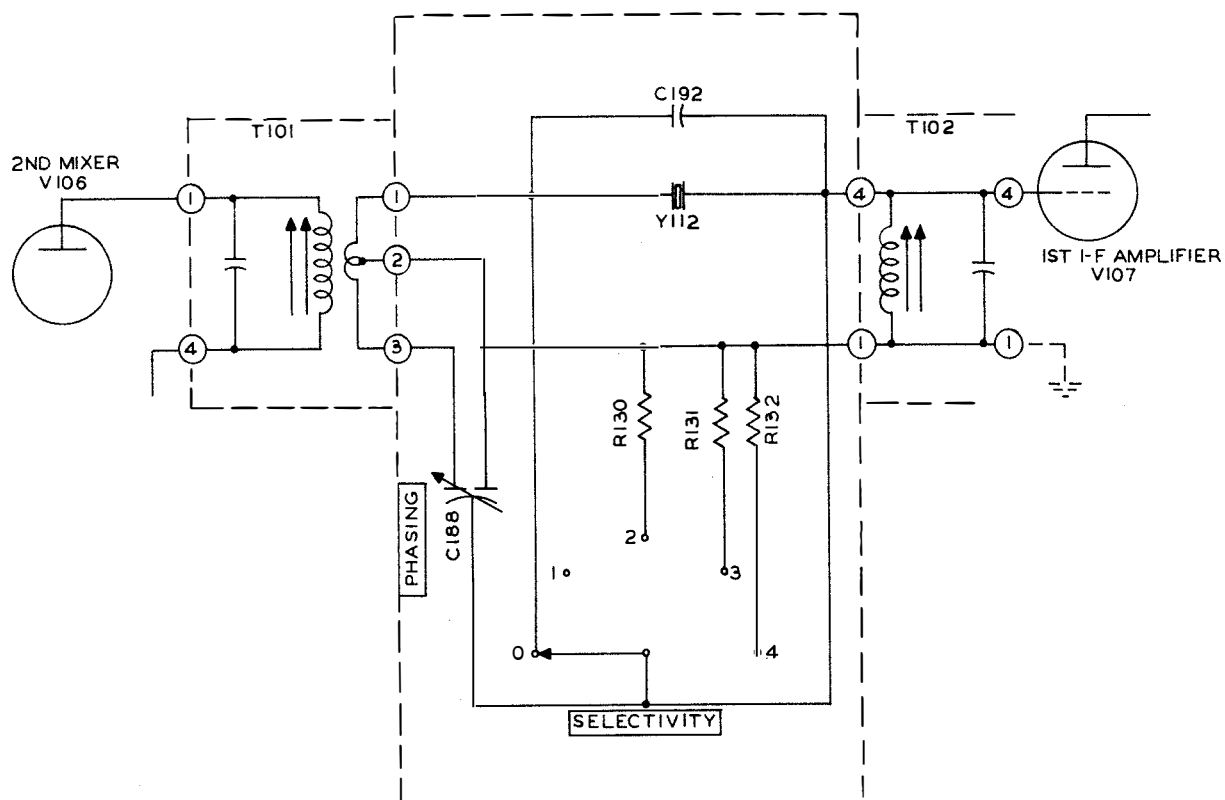 C192
T101
T102
2ND MIXER
V106
1
1
4
4
Y112
2
1ST I-F AMPLIFIER
V107
4
3
1
1
R130
R131
R132
PHASING
C188
2
1
3
0
4
SELECTIVITY